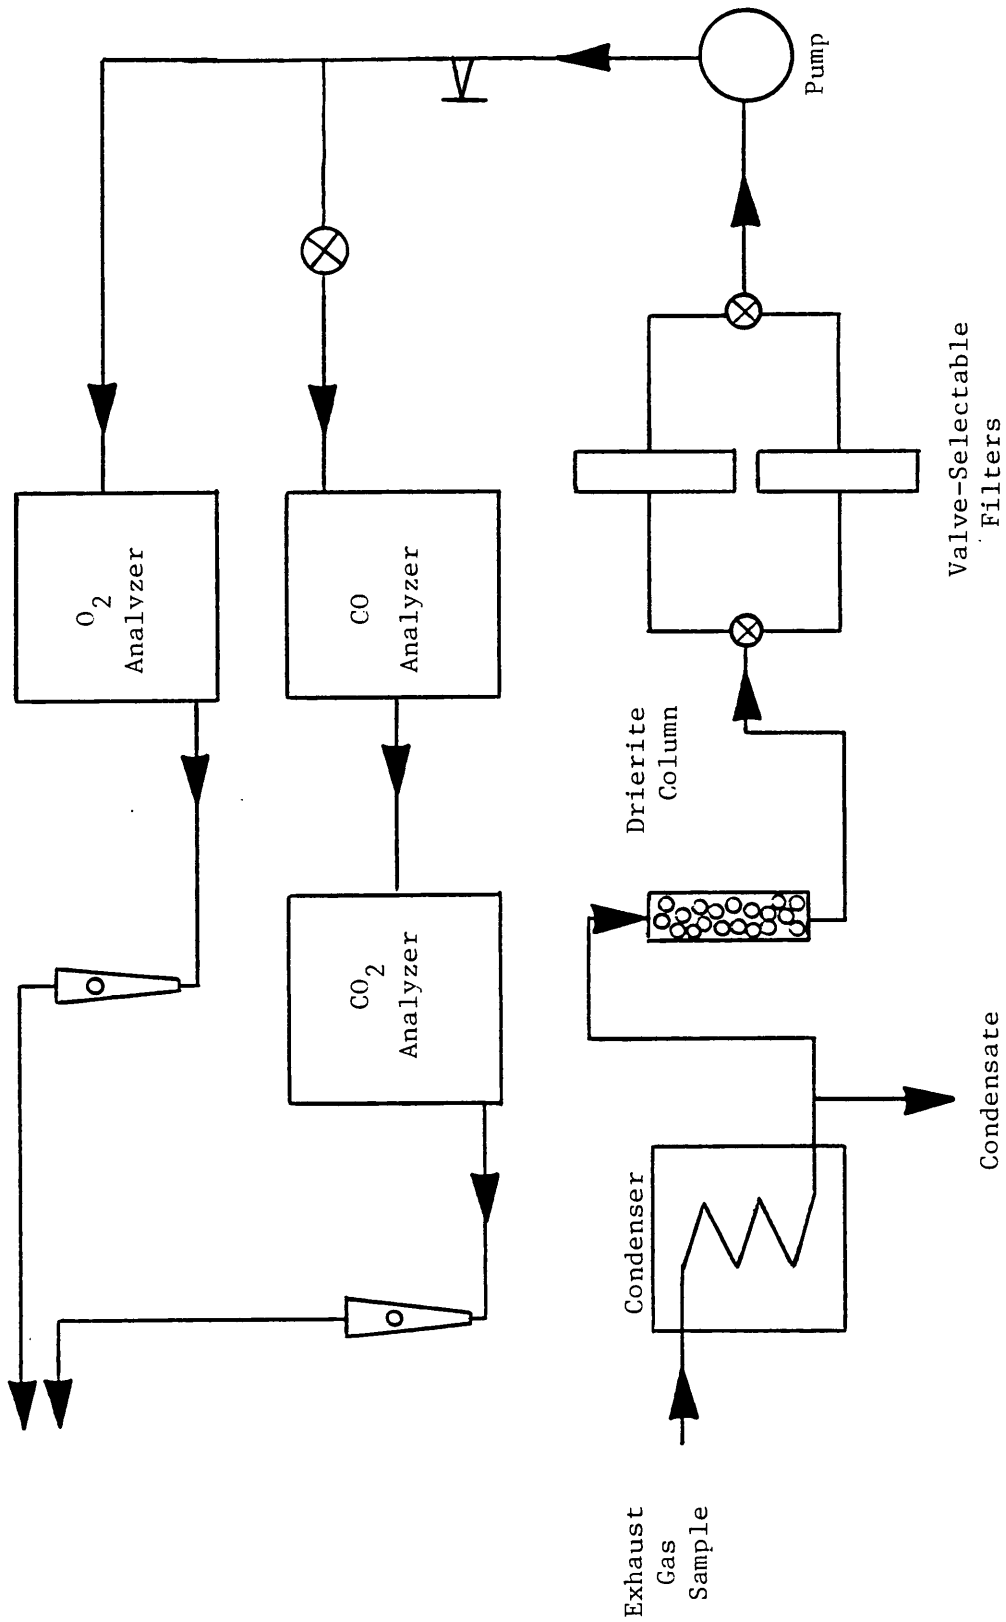 O₂
Analyzer
CO₂
Analyzer
CO
Analyzer
Exhaust
Gas
Sample
Condenser
Drierite
Column
Pump
Condensate
Valve-Selectable
Filters